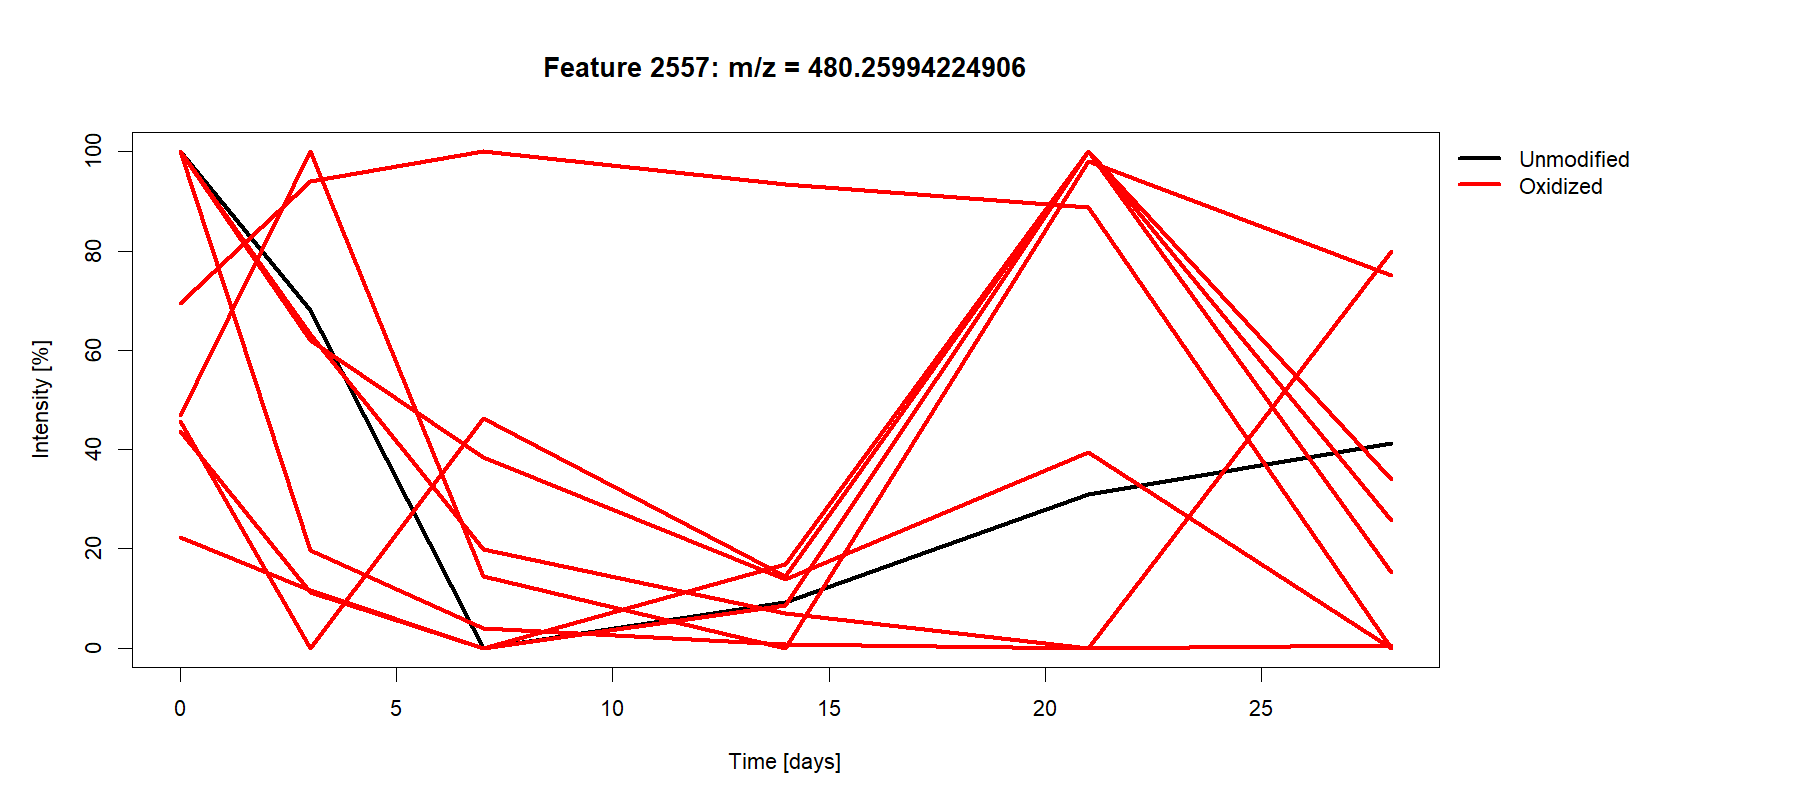 Feature 2557: m/z = 480.25994224906
Unmodified
Oxidized
Intensity [%]
100
80
60
40
20
0
0 5 10 15 20 25
Time [days]